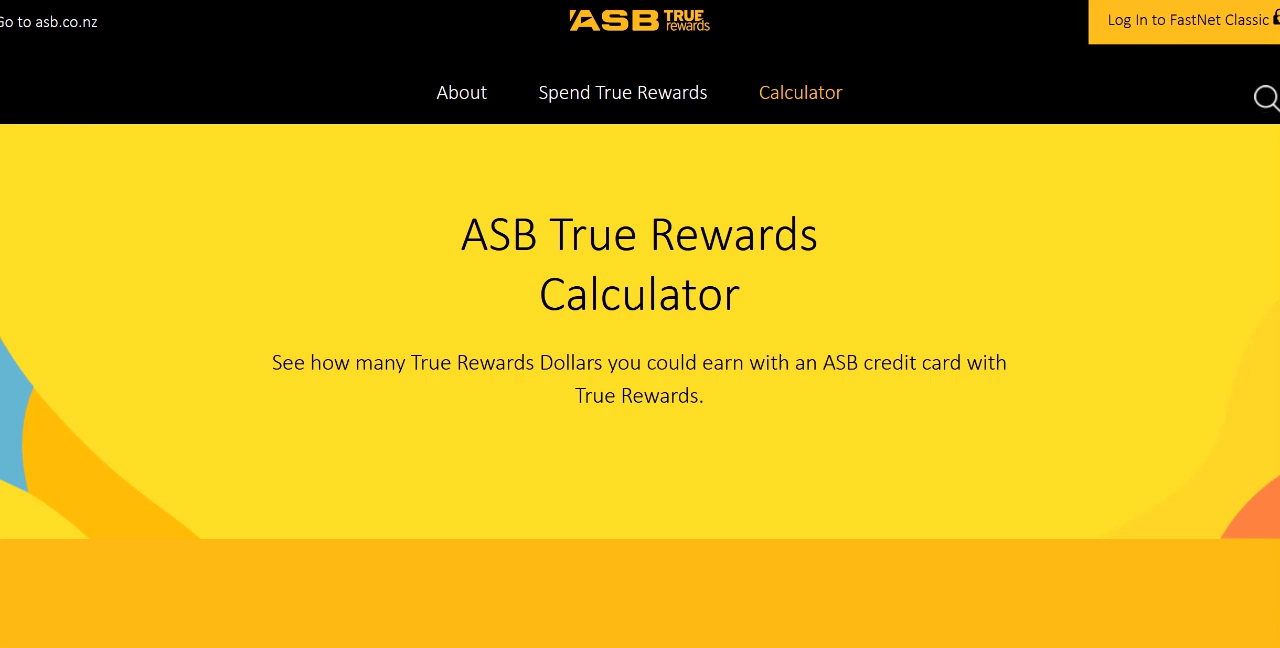 Go to asb.co.nz
ASB TRUE rewards
Log In to FastNet Classic
About Spend True Rewards Calculator
ASB True Rewards
Calculator
See how many True Rewards Dollars you could earn with an ASB credit card with
True Rewards.